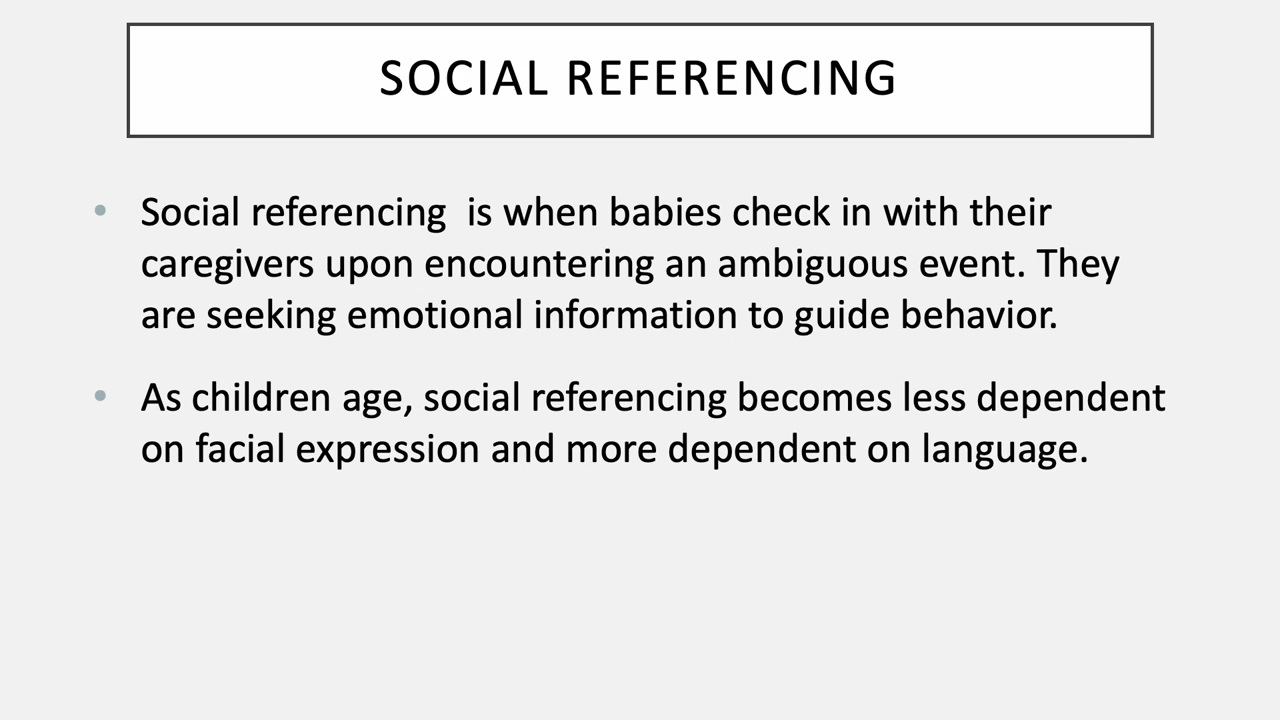 SOCIAL REFERENCING
• Social referencing  is when babies check in with their
caregivers upon encountering an ambiguous event. They
are seeking emotional information to guide behavior.
• As children age, social referencing becomes less dependent
on facial expression and more dependent on language.